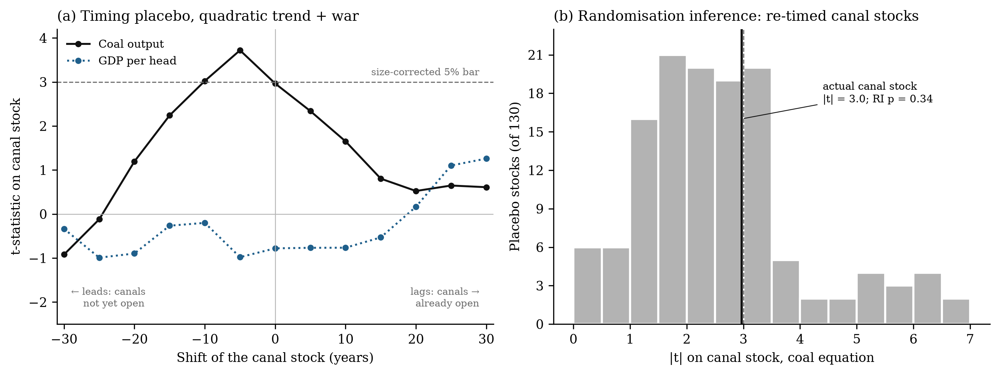 (a) Timing placebo, quadratic trend + war
t-statistic on canal stock
4
3
2
1
0
−1
−2
Coal output
GDP per head
size-corrected 5% bar
← leads: canals
not yet open
lags: canals →
already open
−30
−20
−10
0
10
20
30
Shift of the canal stock (years)
(b) Randomisation inference: re-timed canal stocks
Placebo stocks (of 130)
21
18
15
12
9
6
3
0
actual canal stock
|t| = 3.0; RI p = 0.34
0
1
2
3
4
5
6
7
|t| on canal stock, coal equation